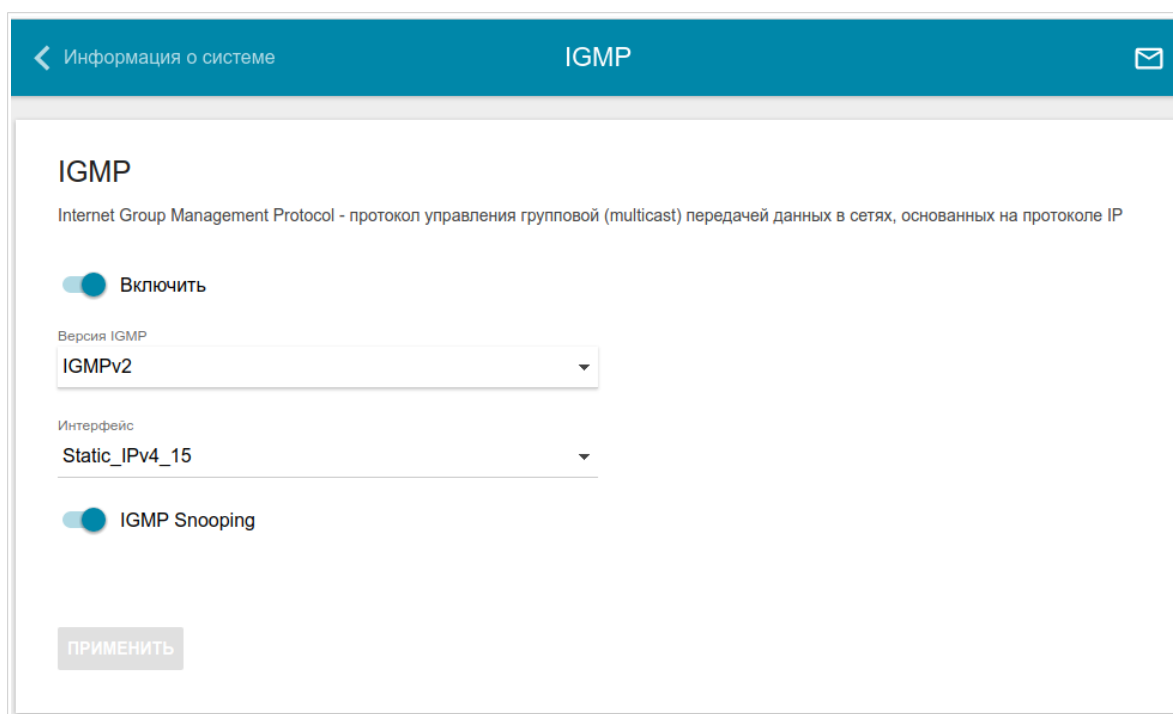 Информация о системе
IGMP
IGMP
Internet Group Management Protocol - протокол управления групповой (multicast) передачей данных в сетях, основанных на протоколе IP
Включить
Версия IGMP
IGMPv2
Интерфейс
Static_IPv4_15
IGMP Snooping
ПРИМЕНИТЬ